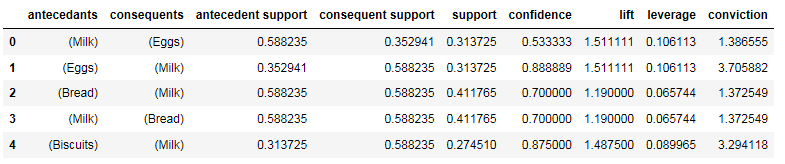 antecedants consequents antecedent support consequent support support confidence lift leverage conviction
0 (Milk) (Eggs) 0.588235 0.352941 0.313725 0.533333 1.511111 0.106113 1.386555
1 (Eggs) (Milk) 0.352941 0.588235 0.313725 0.888889 1.511111 0.106113 3.705882
2 (Bread) (Milk) 0.588235 0.588235 0.411765 0.700000 1.190000 0.065744 1.372549
3 (Milk) (Bread) 0.588235 0.588235 0.411765 0.700000 1.190000 0.065744 1.372549
4 (Biscuits) (Milk) 0.313725 0.588235 0.274510 0.875000 1.487500 0.089965 3.294118